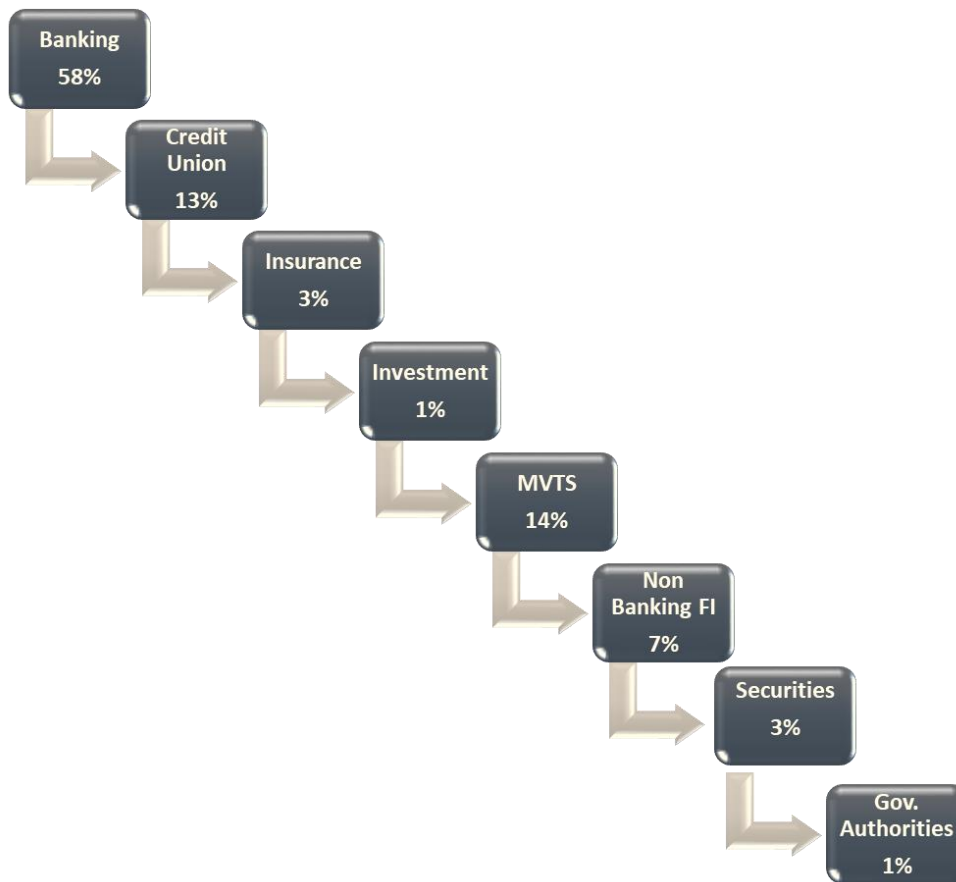 Banking
58%
Credit
Union
13%
Insurance
3%
Investment
1%
MVTS
14%
Non
Banking FI
7%
Securities
3%
Gov.
Authorities
1%